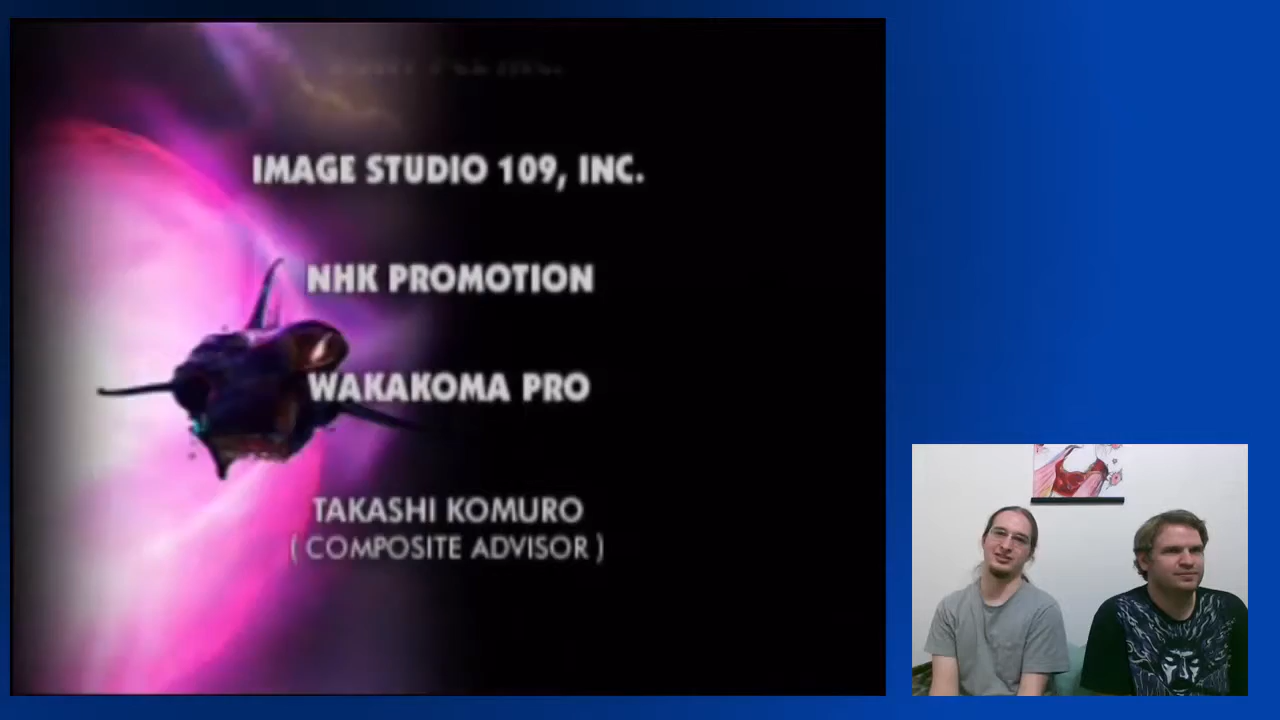 IMAGE STUDIO 109, INC.
NHK PROMOTION
WAKAKOMA PRO
TAKASHI KOMURO
( COMPOSITE ADVISOR )